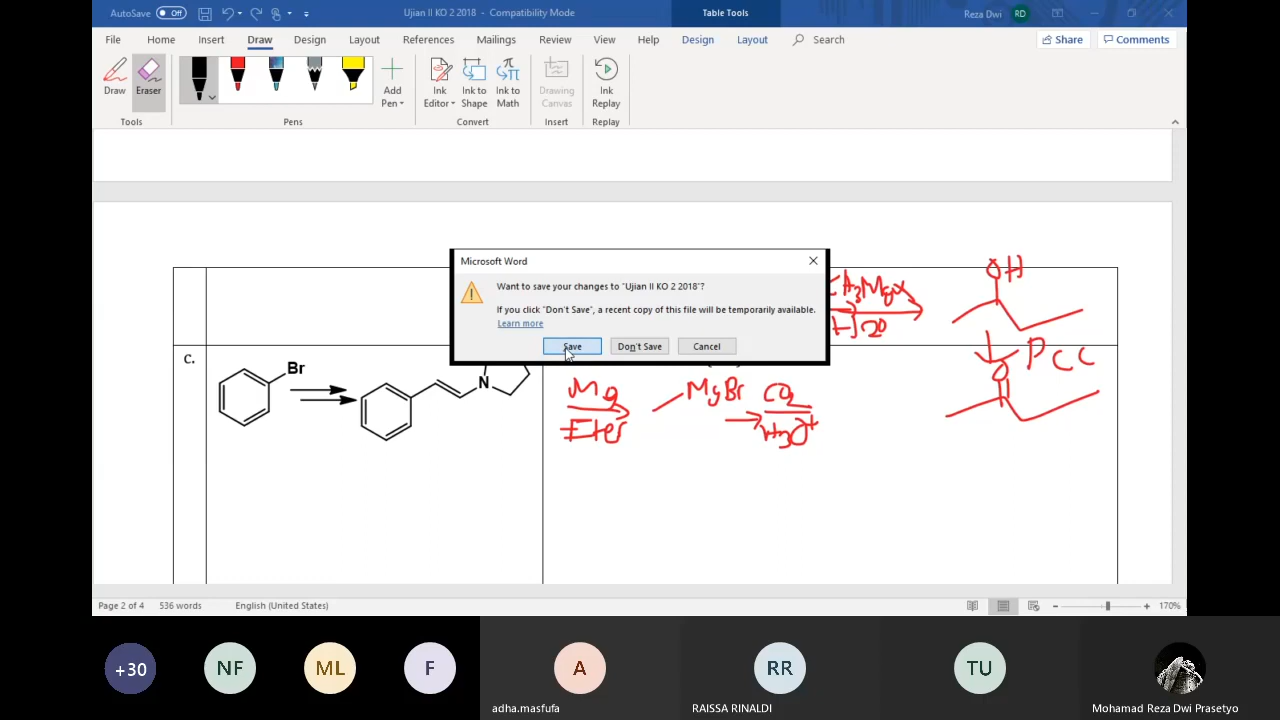 AutoSave Off
Ujian II KO 2 2018 - Compatibility Mode
Table Tools
Reza Dwi RD
File Home Insert Draw Design Layout References Mailings Review View Help Design Layout Search
Share Comments
Draw Eraser Add Pen Ink Editor Ink to Shape Ink to Math Drawing Canvas Ink Replay
Tools Pens Convert Insert Replay
Microsoft Word
Want to save your changes to "Ujian II KO 2 2018"?
If you click "Don't Save", a recent copy of this file will be temporarily available.
Learn more
Save Don't Save Cancel
OH
PCC
O
C.
Br
N
Mg
Eter
MgBr
CO2
H3O+
Page 2 of 4 536 words English (United States)
170%
+30 NF ML F A RR TU
adha.masfufa RAISSA RINALDI Mohamad Reza Dwi Prasetyo